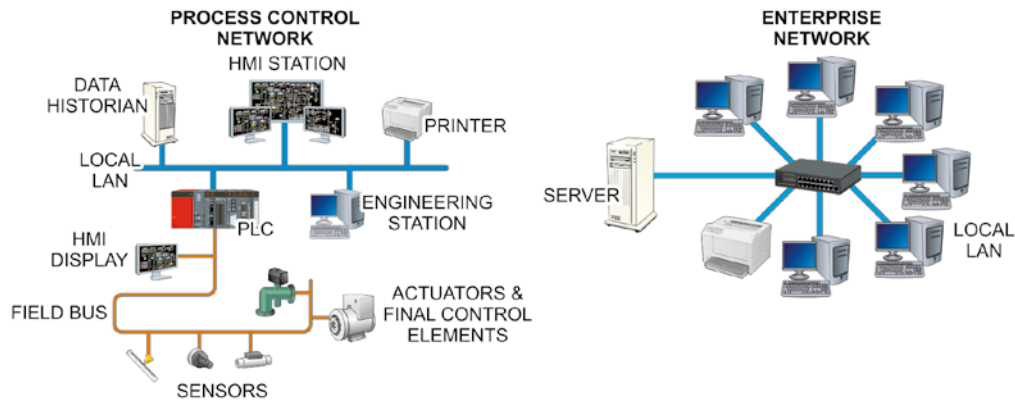 PROCESS CONTROL
NETWORK
HMI STATION
DATA
HISTORIAN
PRINTER
LOCAL
LAN
PLC
ENGINEERING
STATION
HMI
DISPLAY
FIELD BUS
ACTUATORS &
FINAL CONTROL
ELEMENTS
SENSORS
ENTERPRISE
NETWORK
SERVER
LOCAL
LAN